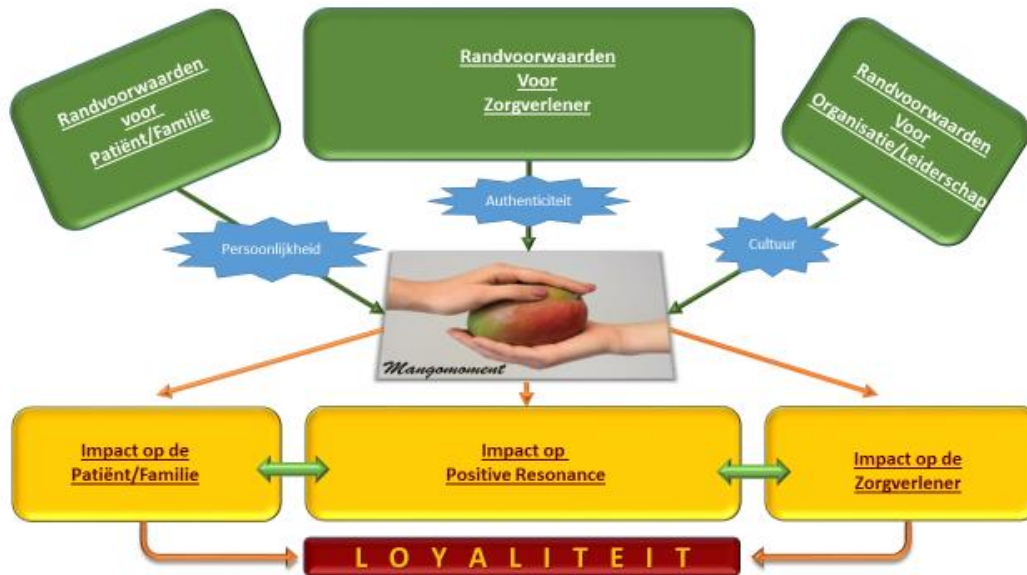 Randvoorwaarden
voor
Patiënt/Familie
Randvoorwaarden
Voor
Zorgverlener
Randvoorwaarden
Voor
Organisatie/Leiderschap
Persoonlijkheid
Authenticiteit
Cultuur
Mangomoment
Impact op de
Patiënt/Familie
Impact op
Positive Resonance
Impact op de
Zorgverlener
LOYALITEIT